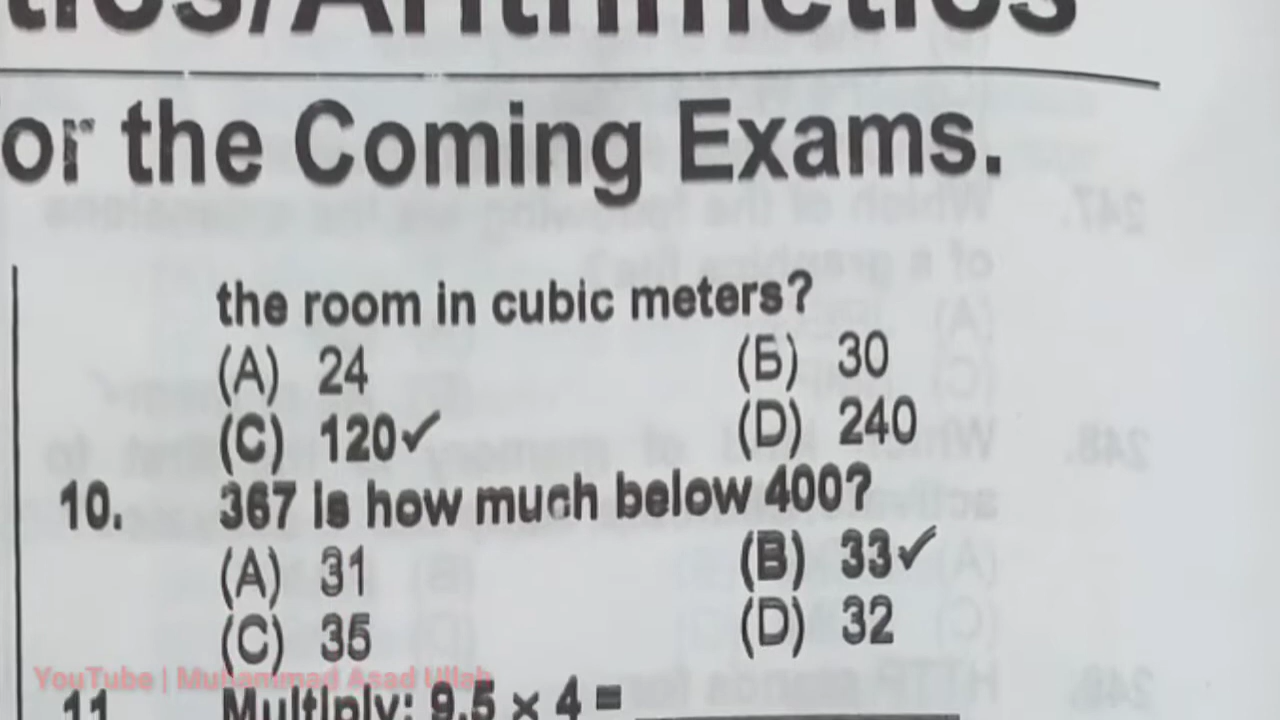 the Coming Exams.
the room in cubic meters?
(A) 24 (B) 30
(C) 120✓ (D) 240
10. 367 is how much below 400?
(A) 31 (B) 33✓
(C) 35 (D) 32
YouTube | Muhammad Asad Ullah
11 Multiply: 9.5 × 4 =